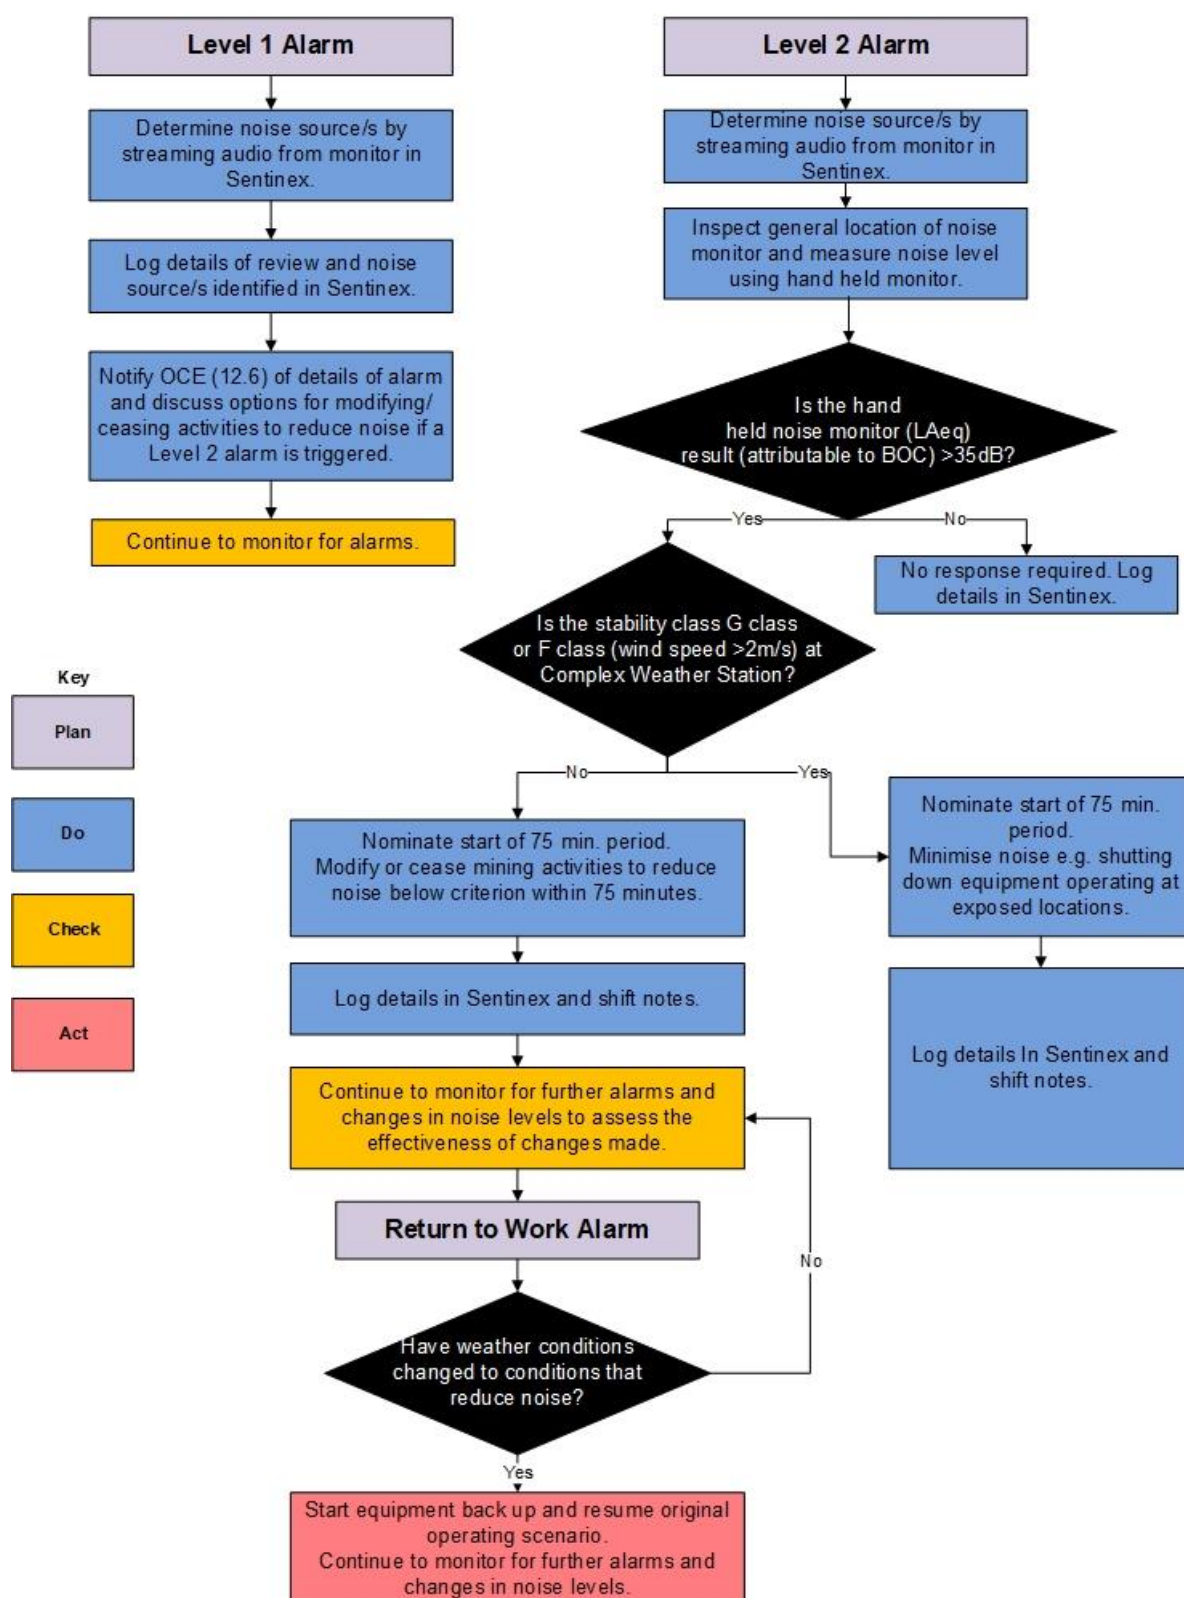 Level 1 Alarm
Determine noise source/s by
streaming audio from monitor in
Sentinex.
Log details of review and noise
source/s identified in Sentinex.
Notify OCE (12.6) of details of alarm
and discuss options for modifying/
ceasing activities to reduce noise if a
Level 2 alarm is triggered.
Continue to monitor for alarms.
Level 2 Alarm
Determine noise source/s by
streaming audio from monitor in
Sentinex.
Inspect general location of noise
monitor and measure noise level
using hand held monitor.
Is the hand
held noise monitor (LAeq)
result (attributable to BOC) >35dB?
Yes
No
No response required. Log
details in Sentinex.
Is the stability class G class
or F class (wind speed >2m/s) at
Complex Weather Station?
No
Yes
Nominate start of 75 min. period.
Modify or cease mining activities to reduce
noise below criterion within 75 minutes.
Log details in Sentinex and shift notes.
Continue to monitor for further alarms and
changes in noise levels to assess the
effectiveness of changes made.
Return to Work Alarm
Have weather conditions
changed to conditions that
reduce noise?
No
Yes
Start equipment back up and resume original
operating scenario.
Continue to monitor for further alarms and
changes in noise levels.
Nominate start of 75 min.
period.
Minimise noise e.g. shutting
down equipment operating at
exposed locations.
Log details In Sentinex and
shift notes.
Key
Plan
Do
Check
Act